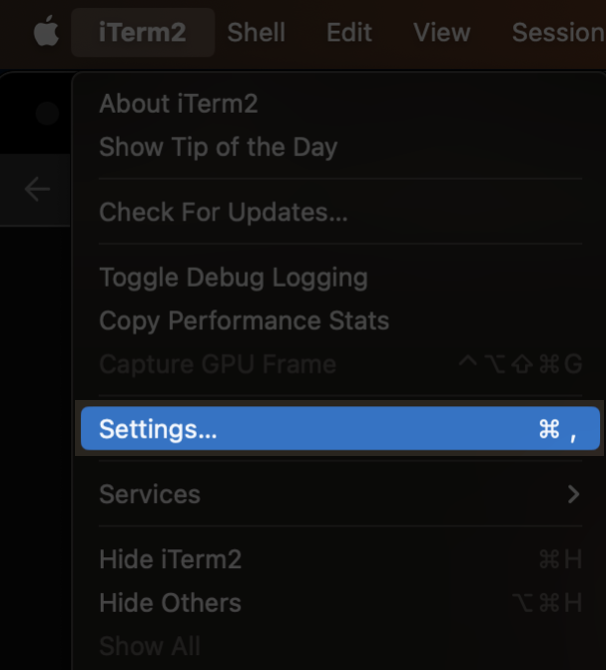 iTerm2 Shell Edit View Session
About iTerm2
Show Tip of the Day
Check For Updates...
Toggle Debug Logging
Copy Performance Stats
Capture GPU Frame ^⌥⇧⌘G
Settings... ⌘ ,
Services >
Hide iTerm2 ⌘H
Hide Others ⌥⌘H
Show All